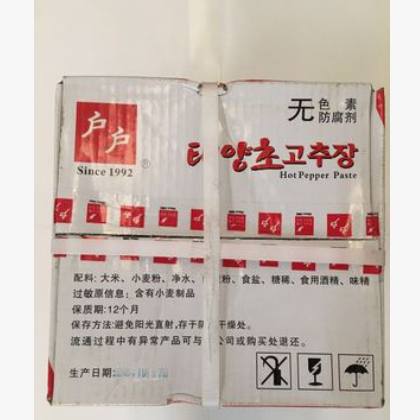 户户
®
Since 1992
无 色素
防腐剂
태양초고추장
Hot Pepper Paste
配料：大米、小麦粉、净水、 粉、食盐、糖稀、食用酒精、味精
过敏原信息：含有小麦制品
保质期:12个月
保存方法:避免阳光直射,存于阴 干燥处。
流通过程中有异常产品可与 公司或购买处退还。
生产日期: